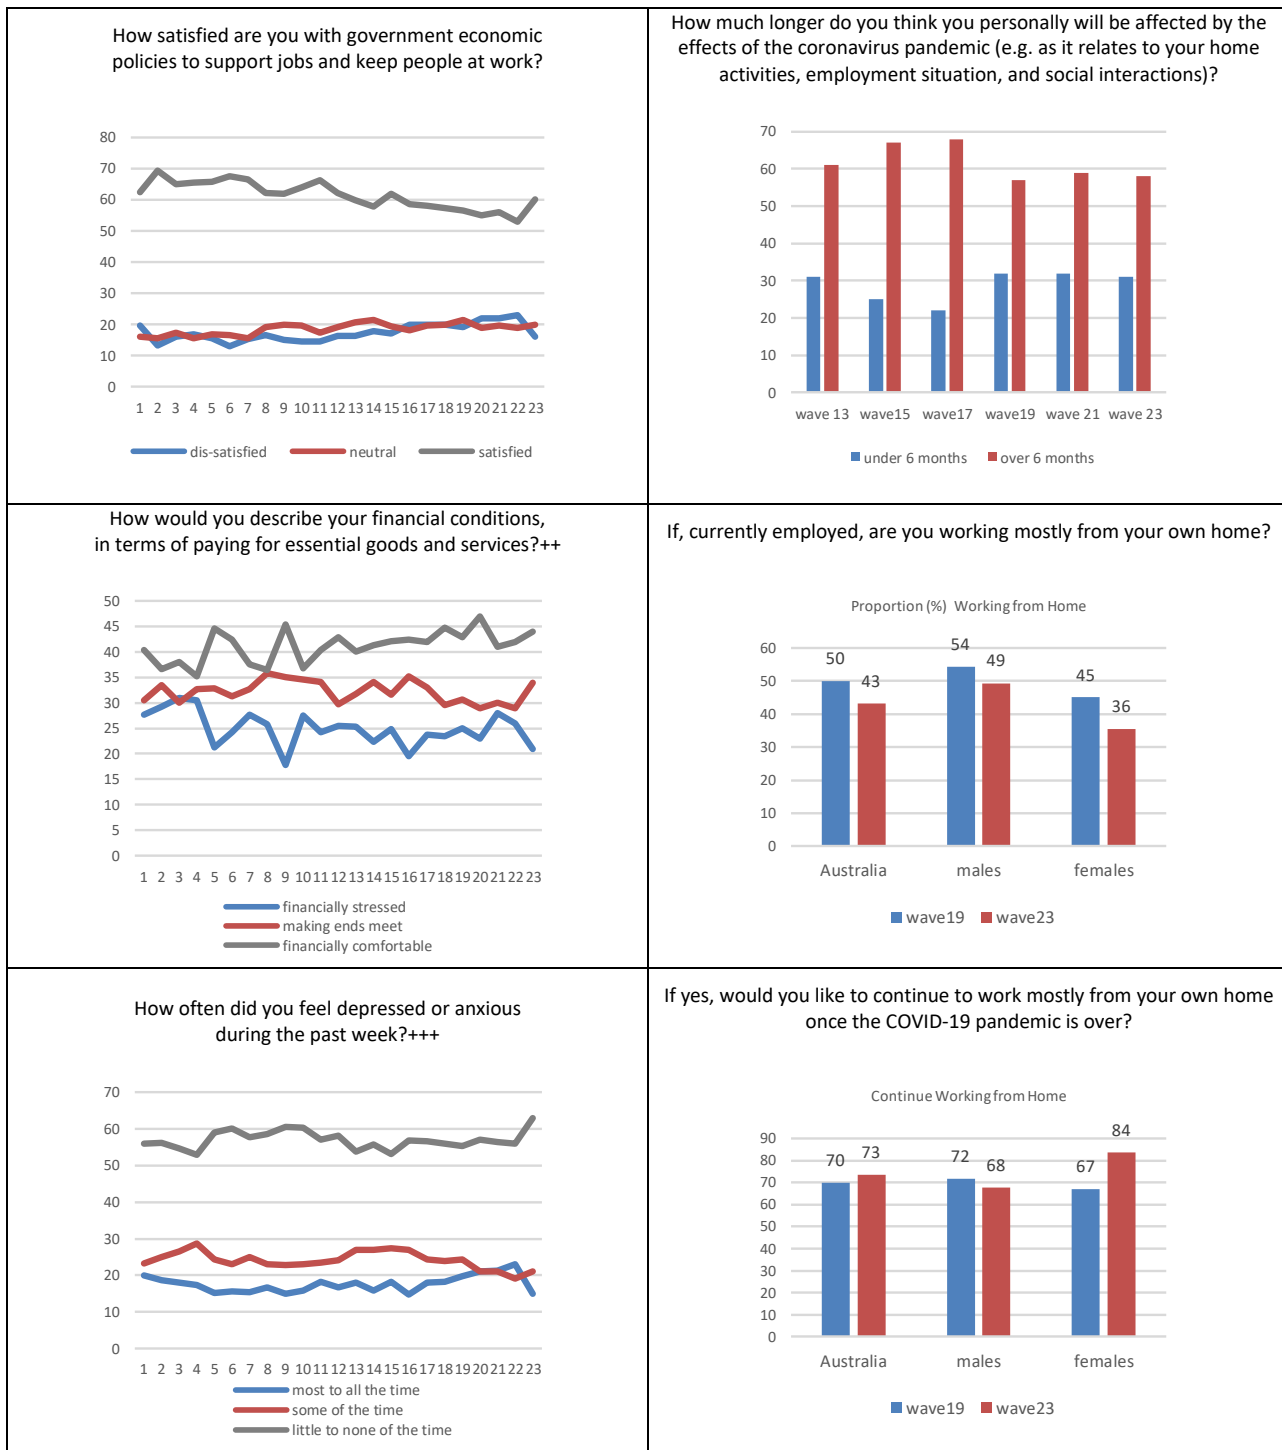 How satisfied are you with government economic
policies to support jobs and keep people at work?
80
70
60
50
40
30
20
10
0
1 2 3 4 5 6 7 8 9 10 11 12 13 14 15 16 17 18 19 20 21 22 23
dis-satisfied neutral satisfied
How much longer do you think you personally will be affected by the
effects of the coronavirus pandemic (e.g. as it relates to your home
activities, employment situation, and social interactions)?
70
60
50
40
30
20
10
0
wave 13 wave15 wave17 wave19 wave 21 wave 23
under 6 months over 6 months
How would you describe your financial conditions,
in terms of paying for essential goods and services?++
50
45
40
35
30
25
20
15
10
5
0
1 2 3 4 5 6 7 8 9 10 11 12 13 14 15 16 17 18 19 20 21 22 23
financially stressed
making ends meet
financially comfortable
If, currently employed, are you working mostly from your own home?
Proportion (%) Working from Home
60
50
40
30
20
10
0
50 43 54 49 45 36
Australia males females
wave19 wave23
How often did you feel depressed or anxious
during the past week?+++
70
60
50
40
30
20
10
0
1 2 3 4 5 6 7 8 9 10 11 12 13 14 15 16 17 18 19 20 21 22 23
most to all the time
some of the time
little to none of the time
If yes, would you like to continue to work mostly from your own home
once the COVID-19 pandemic is over?
Continue Working from Home
90
80
70
60
50
40
30
20
10
0
70 73 72 68 67 84
Australia males females
wave19 wave23